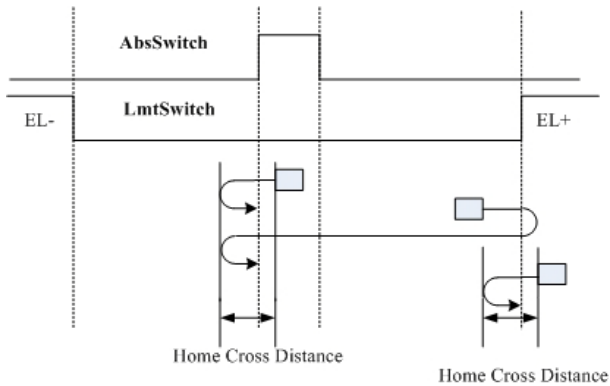 AbsSwitch
LmtSwitch
EL-
EL+
Home Cross Distance
Home Cross Distance